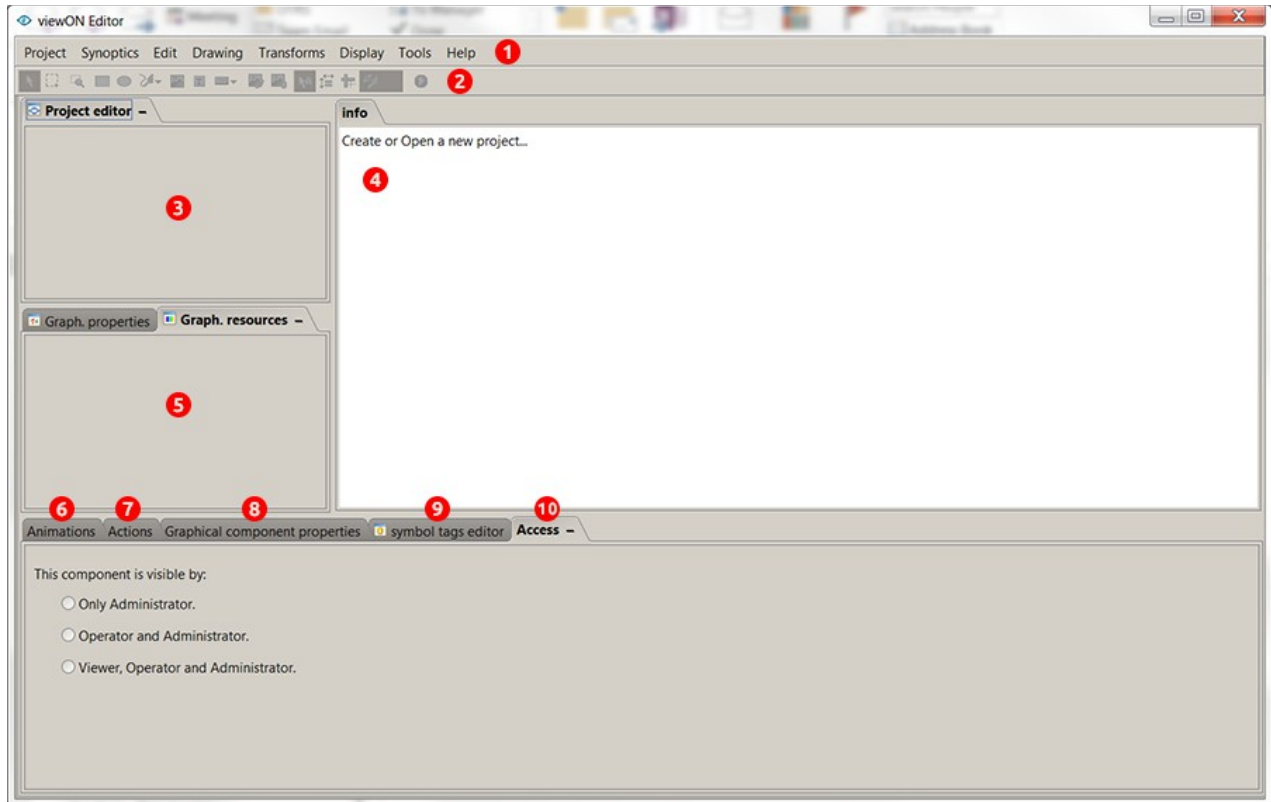 viewON Editor
Project Synoptics Edit Drawing Transforms Display Tools Help 1
2
Project editor –
info
Create or Open a new project...
4
3
Graph. properties Graph. resources –
5
6 7 8 9 10
Animations Actions Graphical component properties symbol tags editor Access –
This component is visible by:
Only Administrator.
Operator and Administrator.
Viewer, Operator and Administrator.